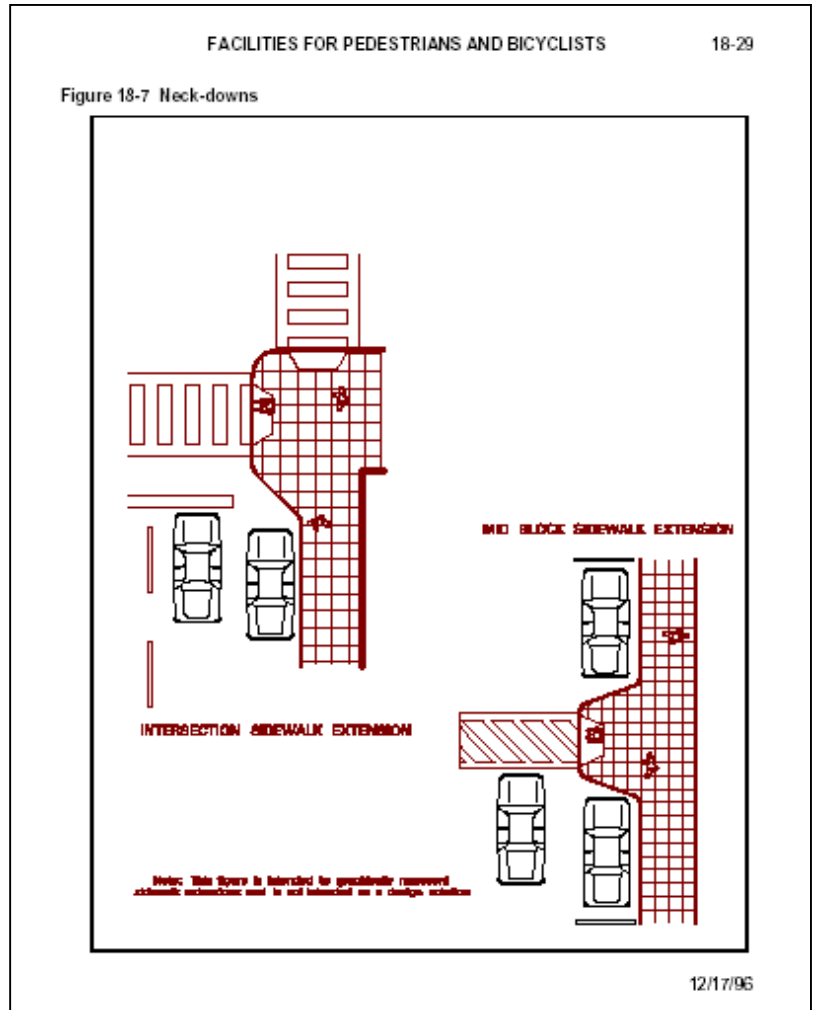 FACILITIES FOR PEDESTRIANS AND BICYCLISTS 18-29
Figure 18-7 Neck-downs
MID BLOCK SIDEWALK EXTENSION
INTERSECTION SIDEWALK EXTENSION
Note: This figure is intended to graphically represent
sidewalk extensions and is not intended as a design solution
12/17/96